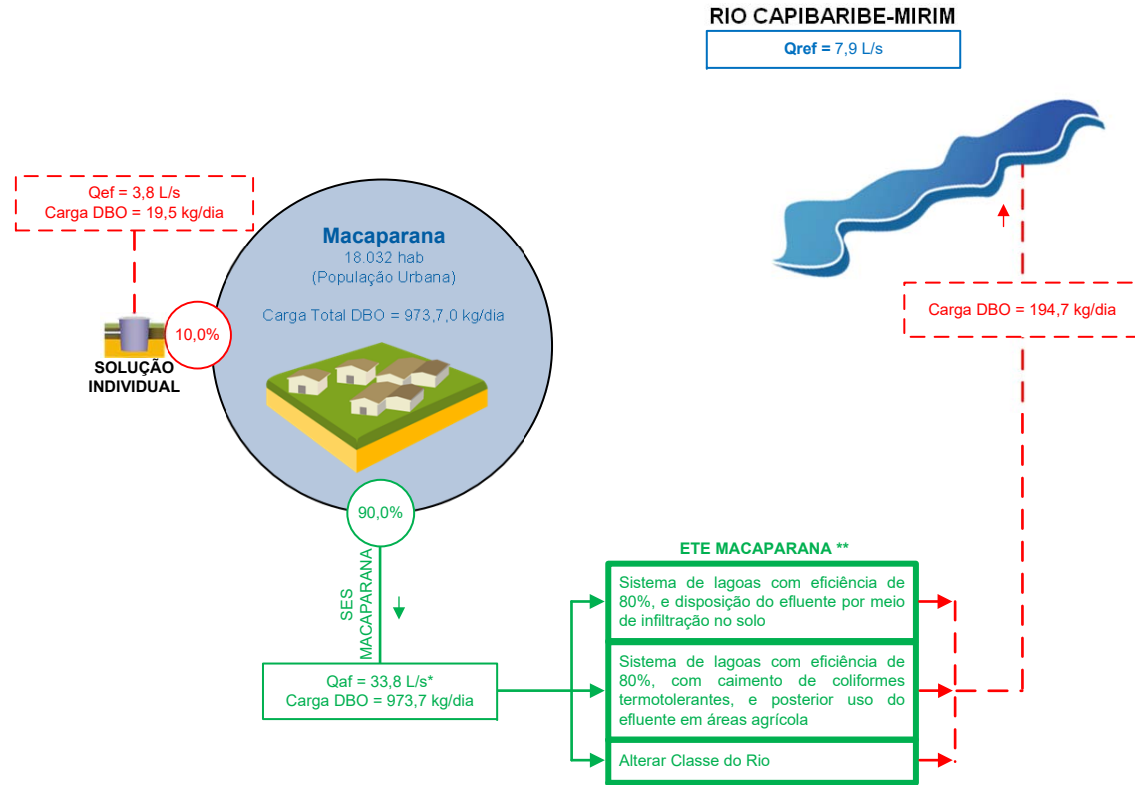 RIO CAPIBARIBE-MIRIM
Qref = 7,9 L/s
Qef = 3,8 L/s
Carga DBO = 19,5 kg/dia
Macaparana
18.032 hab
(População Urbana)
Carga Total DBO = 973,7,0 kg/dia
10,0%
SOLUÇÃO
INDIVIDUAL
Carga DBO = 194,7 kg/dia
90,0%
SES
MACAPARANA
Qaf = 33,8 L/s*
Carga DBO = 973,7 kg/dia
ETE MACAPARANA **
Sistema de lagoas com eficiência de
80%, e disposição do efluente por meio
de infiltração no solo
Sistema de lagoas com eficiência de
80%, com caimento de coliformes
termotolerantes, e posterior uso do
efluente em áreas agrícola
Alterar Classe do Rio